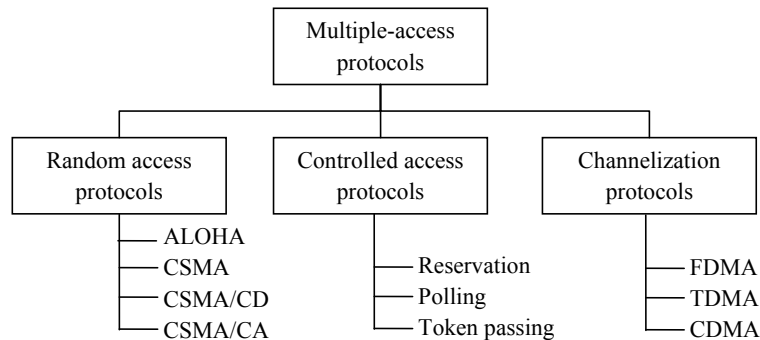 Multiple-access
protocols
Random access
protocols
Controlled access
protocols
Channelization
protocols
ALOHA
CSMA
CSMA/CD
CSMA/CA
Reservation
Polling
Token passing
FDMA
TDMA
CDMA